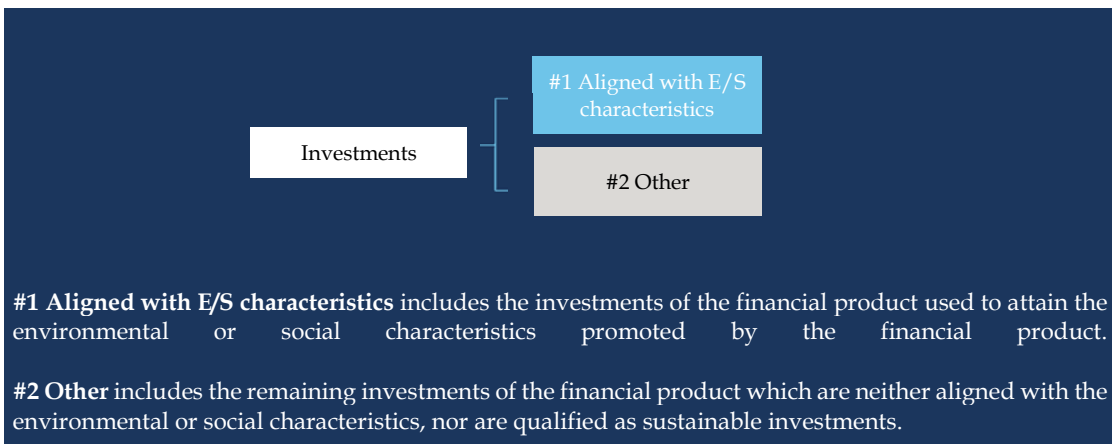 #1 Aligned with E/S
characteristics
Investments
#2 Other
#1 Aligned with E/S characteristics includes the investments of the financial product used to attain the
environmental or social characteristics promoted by the financial product.
#2 Other includes the remaining investments of the financial product which are neither aligned with the
environmental or social characteristics, nor are qualified as sustainable investments.